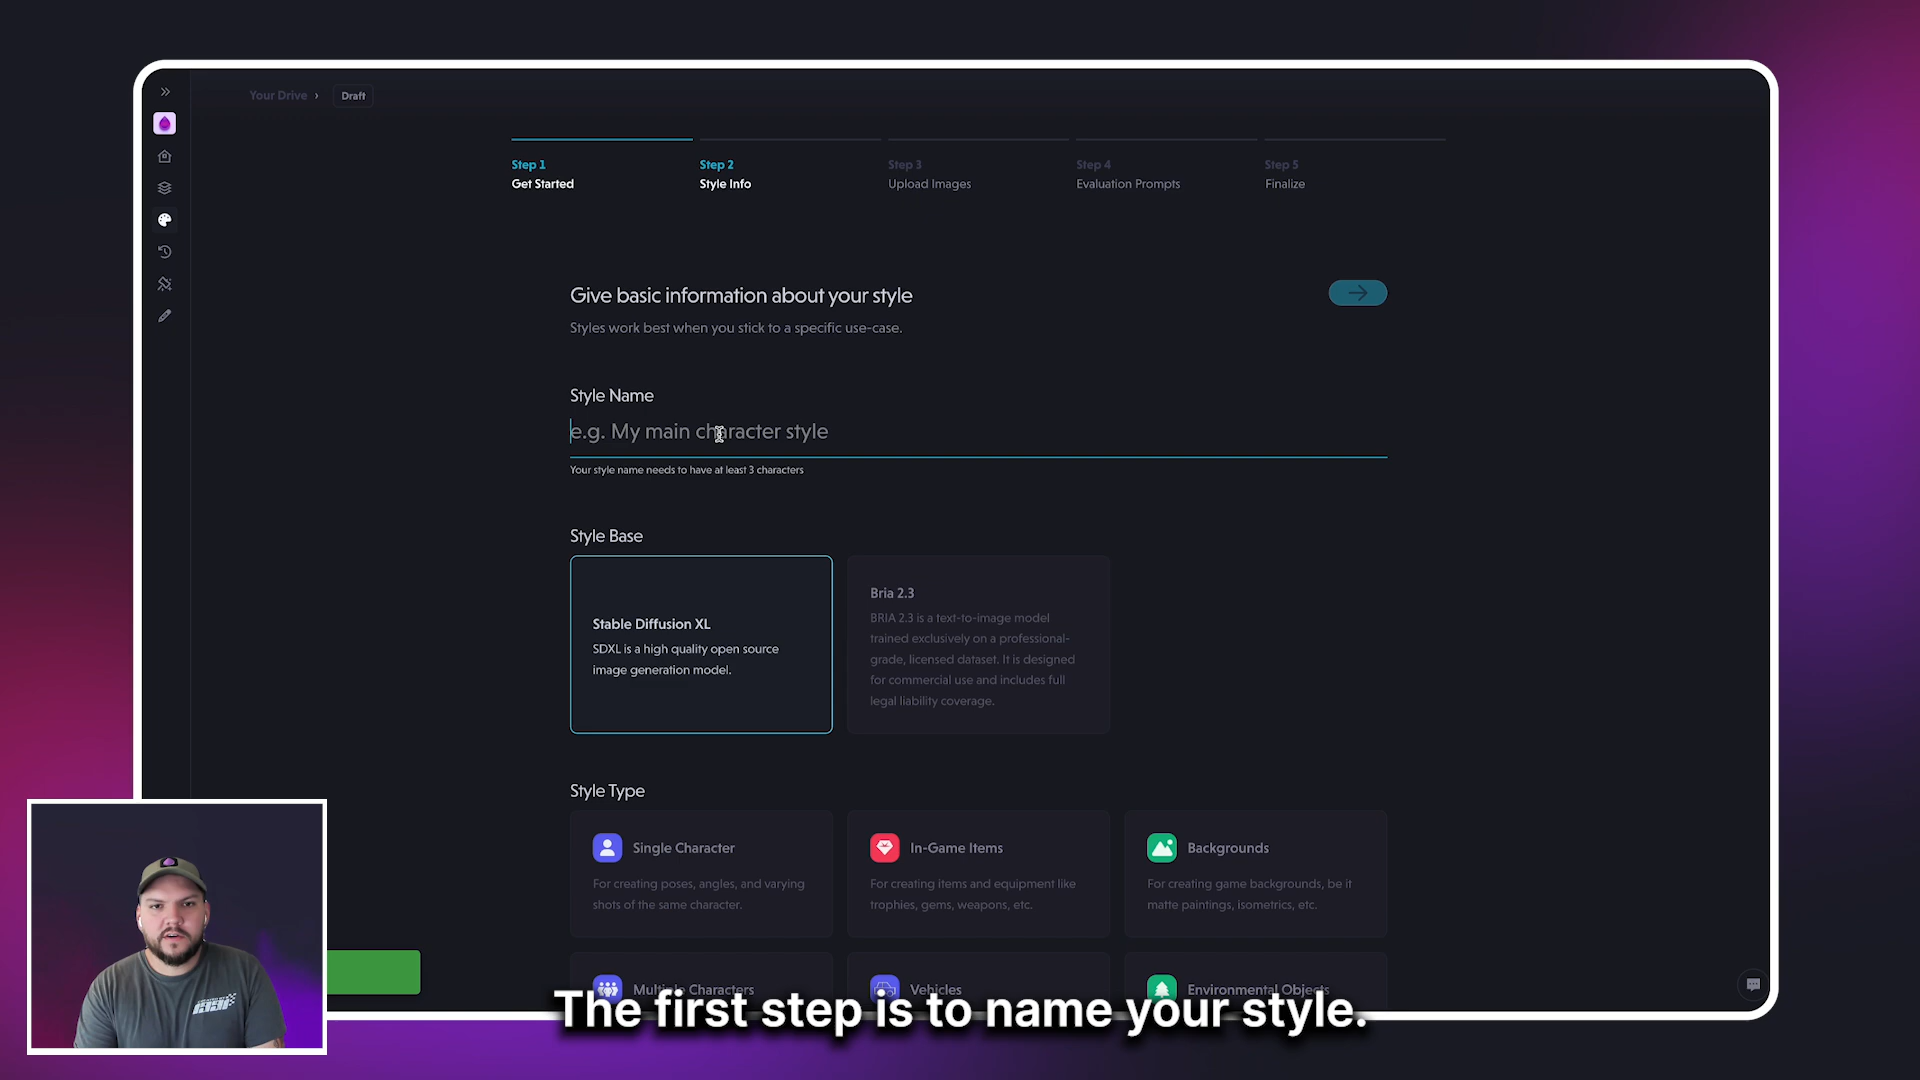 Your Drive › Draft
Step 1
Get Started
Step 2
Style Info
Step 3
Upload Images
Step 4
Evaluation Prompts
Step 5
Finalize
Give basic information about your style
Styles work best when you stick to a specific use-case.
Style Name
e.g. My main character style
Your style name needs to have at least 3 characters
Style Base
Stable Diffusion XL
SDXL is a high quality open source
image generation model.
Bria 2.3
BRIA 2.3 is a text-to-image model
trained exclusively on a professional-
grade, licensed dataset. It is designed
for commercial use and includes full
legal liability coverage.
Style Type
Single Character
For creating poses, angles, and varying
shots of the same character.
In-Game Items
For creating items and equipment like
trophies, gems, weapons, etc.
Backgrounds
For creating game backgrounds, be it
matte paintings, isometrics, etc.
Multiple Characters
Vehicles
Environmental Objects
The first step is to name your style.